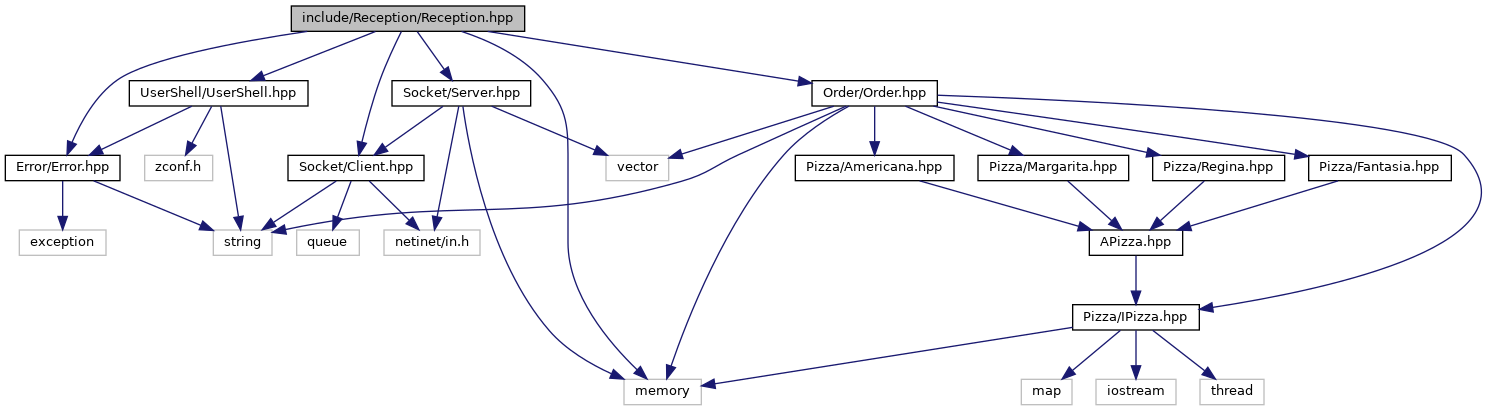 include/Reception/Reception.hpp
UserShell/UserShell.hpp
Socket/Server.hpp
Order/Order.hpp
Error/Error.hpp
zconf.h
Socket/Client.hpp
vector
Pizza/Americana.hpp
Pizza/Margarita.hpp
Pizza/Regina.hpp
Pizza/Fantasia.hpp
exception
string
queue
netinet/in.h
APizza.hpp
Pizza/IPizza.hpp
memory
map
iostream
thread